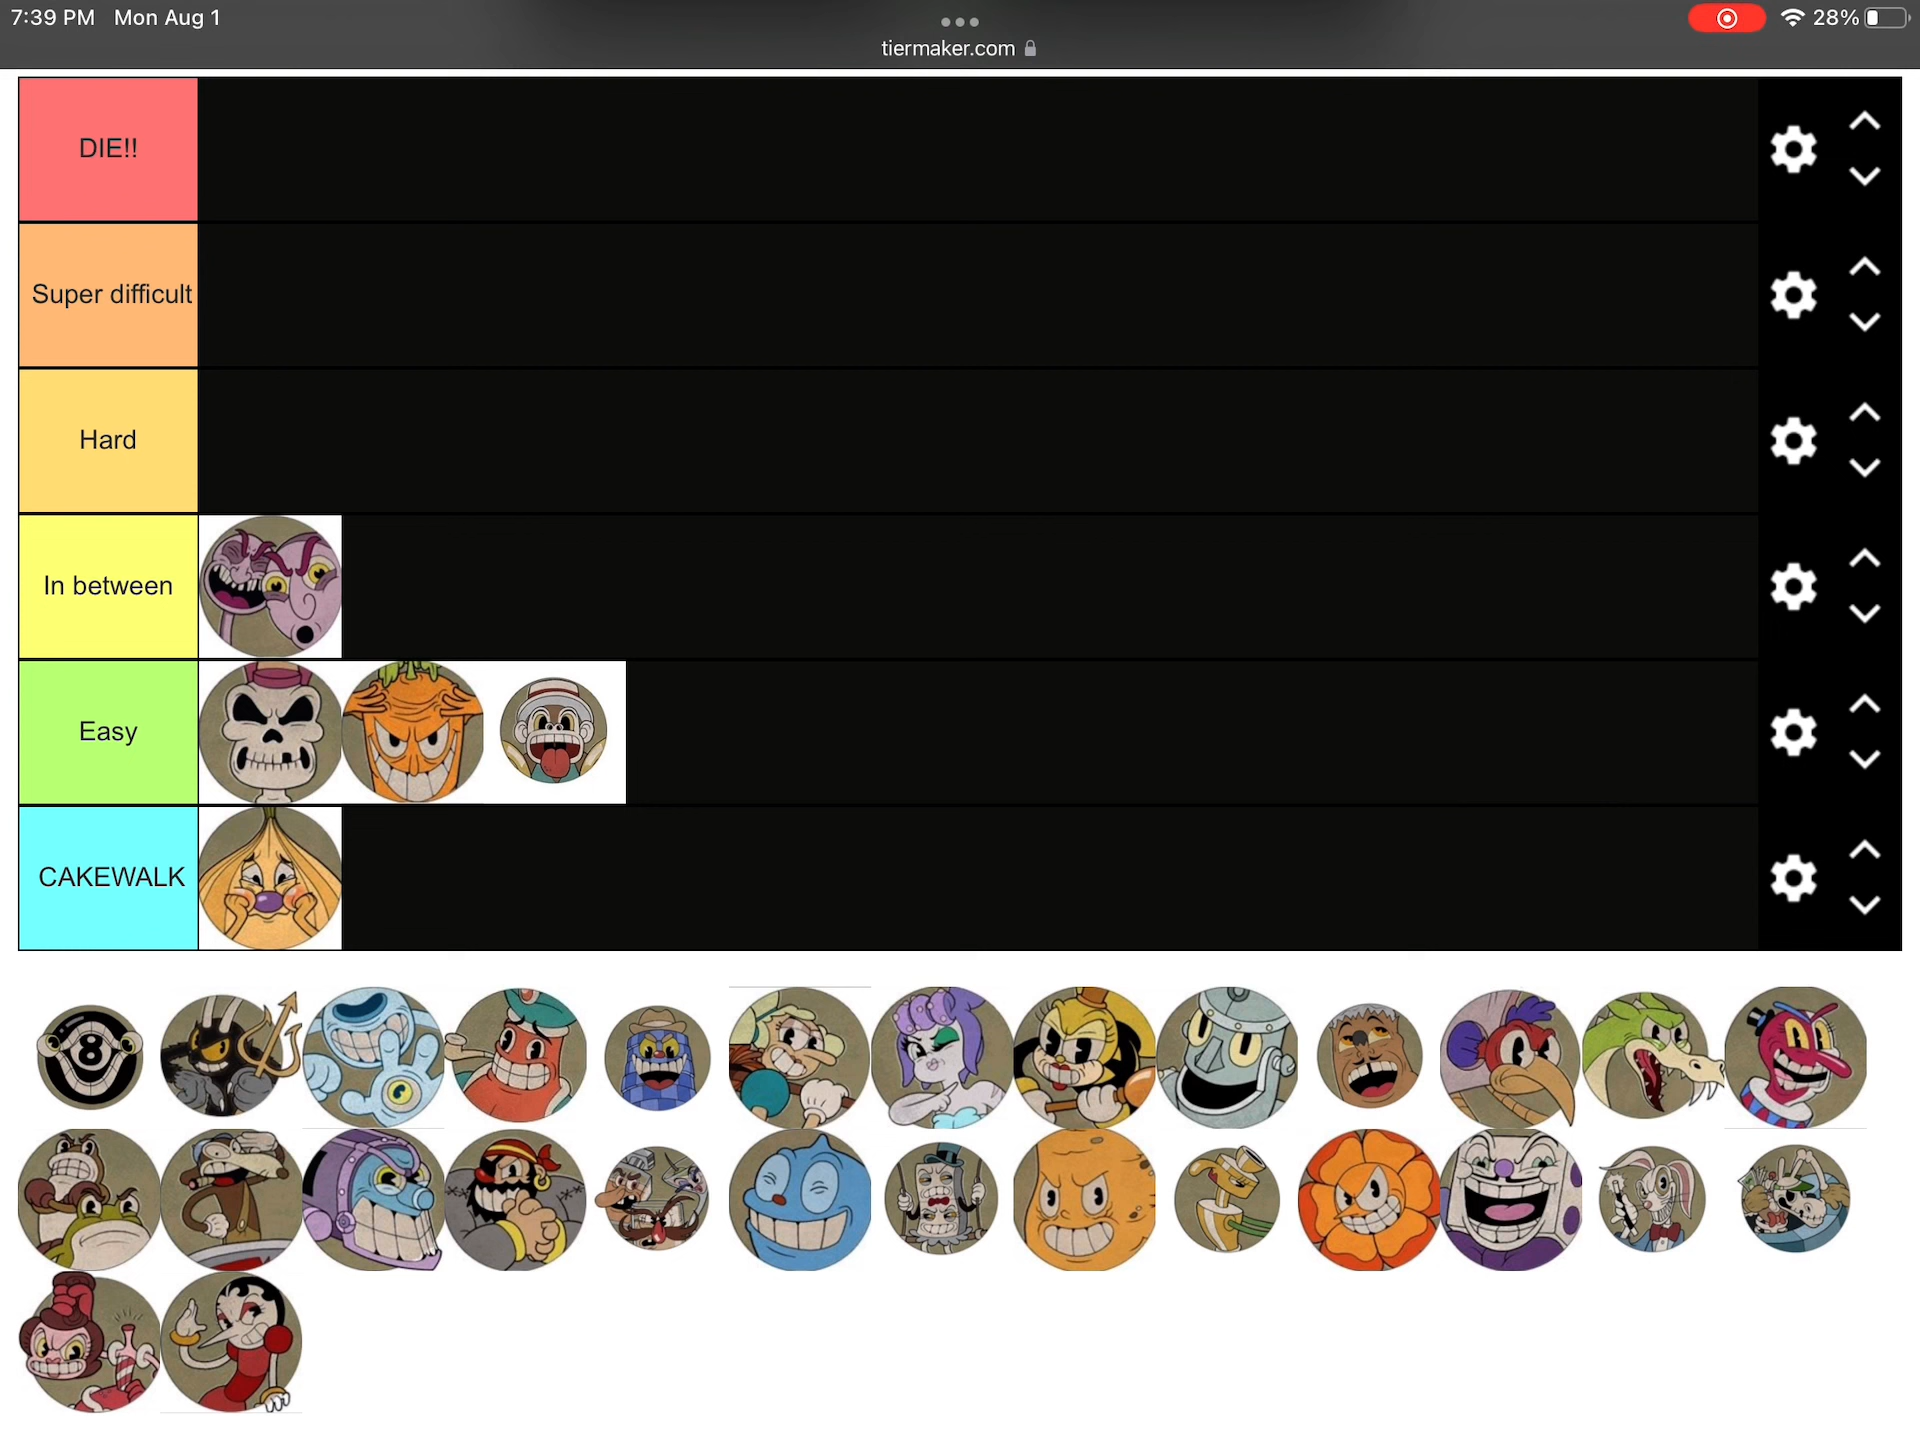 7:39 PM Mon Aug 1
28%
tiermaker.com
DIE!!
Super difficult
Hard
In between
Easy
CAKEWALK
8